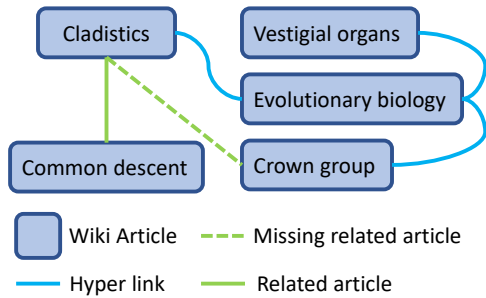 Cladistics
Vestigial organs
Evolutionary biology
Common descent
Crown group
Wiki Article
Missing related article
Hyper link
Related article